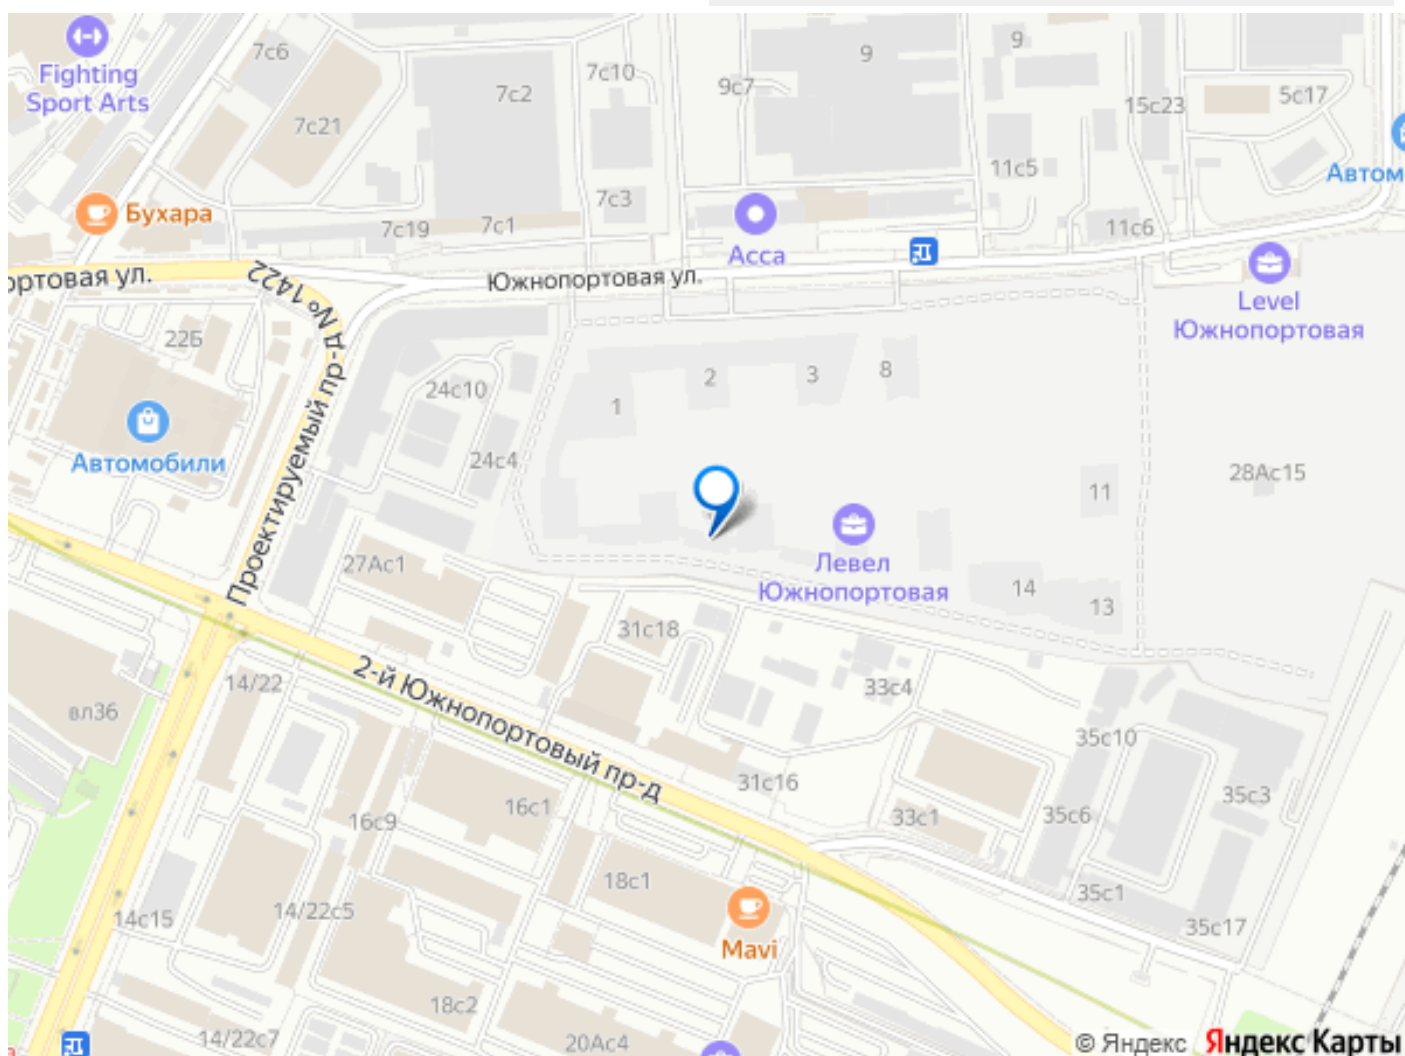 Fighting
Sport Arts
7с6
7с21
7с2
7с10
9с7
9
9
15с23
5с17
Автом
11с5
11с6
7с3
7с19
7с1
Бухара
Асса
ортовая ул.
Южнопортовая ул.
Проектируемый пр-д №1422
Level
Южнопортовая
22Б
24с10
24с4
Автомобили
1
2
3
8
11
28Ас15
Левел
Южнопортовая
14
13
27Ас1
31с18
33с4
14/22
вл36
2-й Южнопортовый пр-д
35с10
31с16
16с1
16с9
33с1
35с6
35с3
18с1
35с1
35с17
14с15
14/22с5
Mavi
18с2
14/22с7
20Ас4
© Яндекс Яндекс Карты